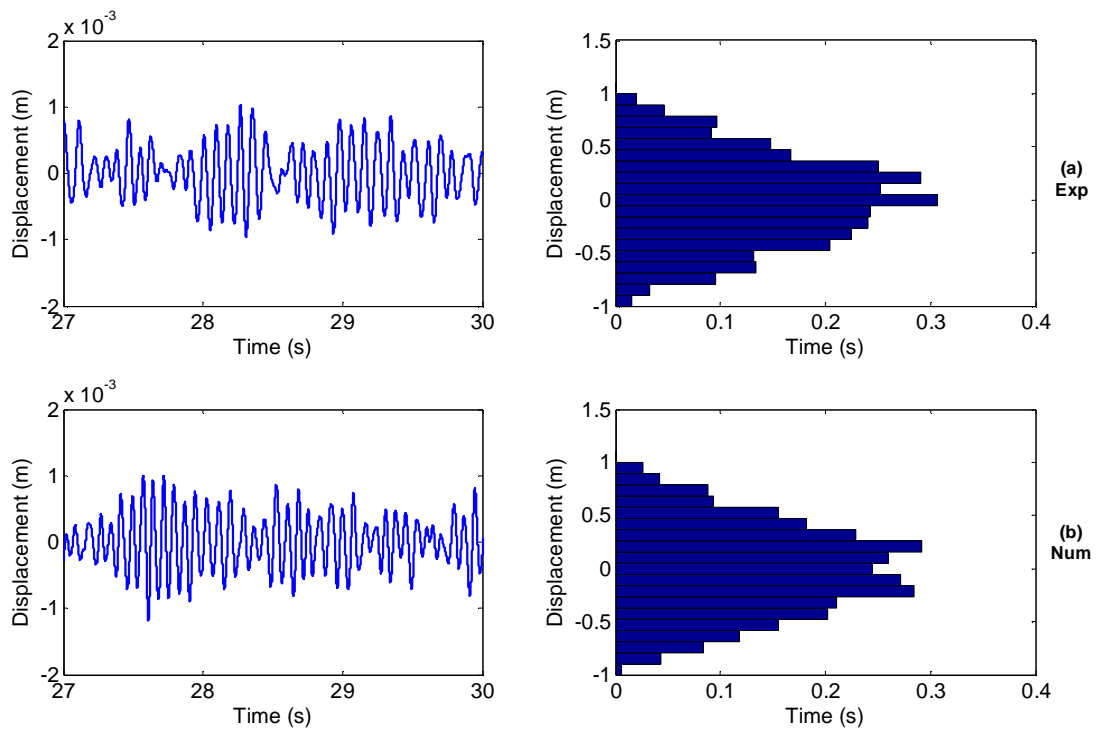 x 10-3
2
1
0
-1
-2
Displacement (m)
27
28
29
30
Time (s)
1.5
1
0.5
0
-0.5
-1
Displacement (m)
0
0.1
0.2
0.3
0.4
Time (s)
(a)
Exp
x 10-3
2
1
0
-1
-2
Displacement (m)
27
28
29
30
Time (s)
1.5
1
0.5
0
-0.5
-1
Displacement (m)
0
0.1
0.2
0.3
0.4
Time (s)
(b)
Num